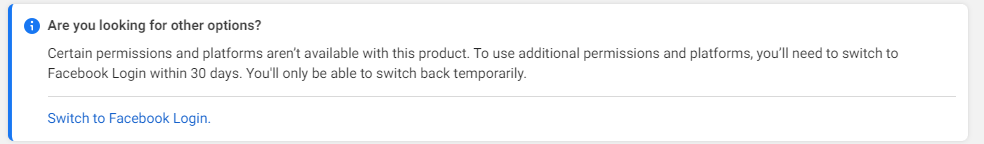 Are you looking for other options?
Certain permissions and platforms aren’t available with this product. To use additional permissions and platforms, you’ll need to switch to
Facebook Login within 30 days. You'll only be able to switch back temporarily.
Switch to Facebook Login.